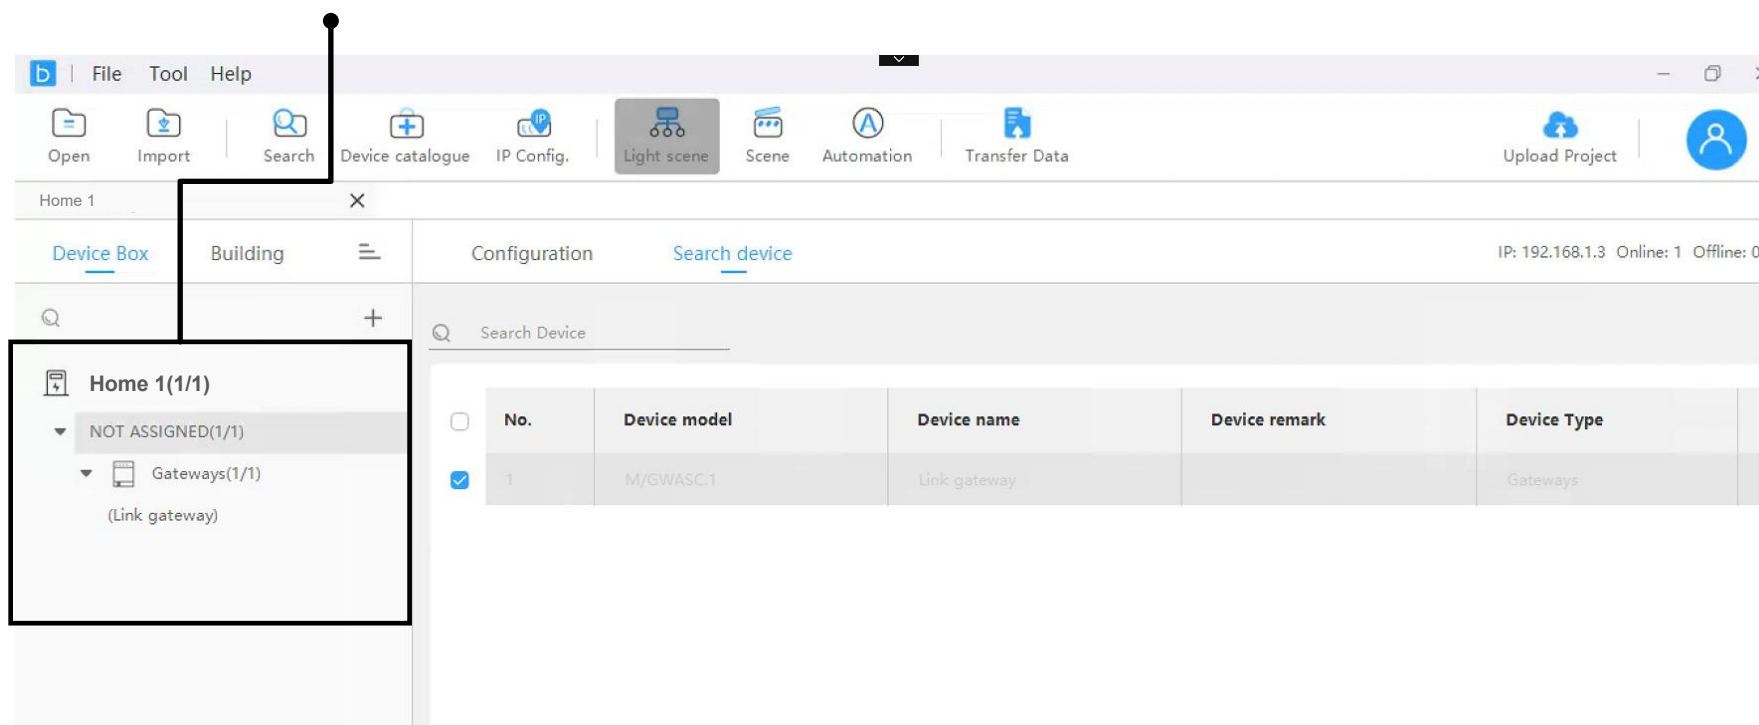 b | File Tool Help
Open Import Search Device catalogue IP Config. Light scene Scene Automation Transfer Data Upload Project
Home 1
Device Box Building Configuration Search device IP: 192.168.1.3 Online: 1 Offline: 0
Search Device
Home 1(1/1)
NOT ASSIGNED(1/1)
Gateways(1/1)
(Link gateway)
No. Device model Device name Device remark Device Type
1 M/GWASC.1 Link gateway Gateways